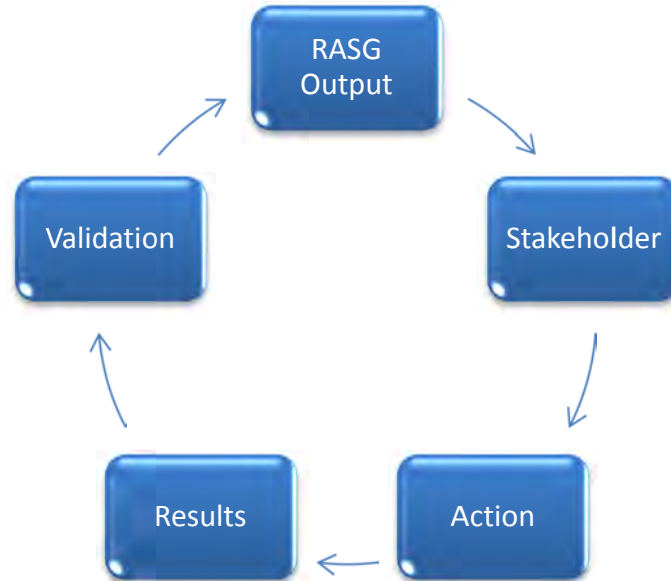 RASG
Output
Stakeholder
Action
Results
Validation